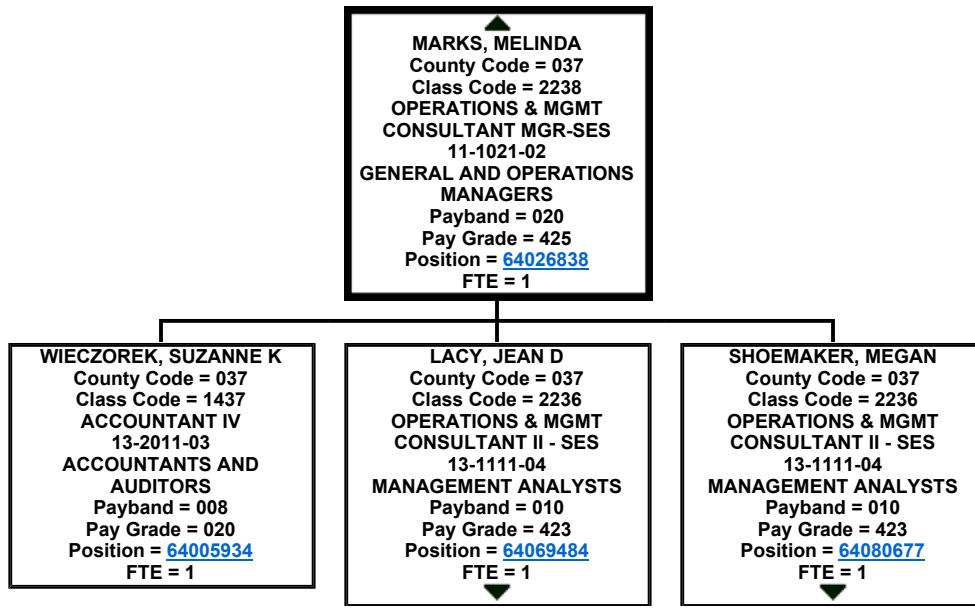 MARKS, MELINDA
County Code = 037
Class Code = 2238
OPERATIONS & MGMT
CONSULTANT MGR-SES
11-1021-02
GENERAL AND OPERATIONS
MANAGERS
Payband = 020
Pay Grade = 425
Position = 64026838
FTE = 1
WIECZOREK, SUZANNE K
County Code = 037
Class Code = 1437
ACCOUNTANT IV
13-2011-03
ACCOUNTANTS AND
AUDITORS
Payband = 008
Pay Grade = 020
Position = 64005934
FTE = 1
LACY, JEAN D
County Code = 037
Class Code = 2236
OPERATIONS & MGMT
CONSULTANT II - SES
13-1111-04
MANAGEMENT ANALYSTS
Payband = 010
Pay Grade = 423
Position = 64069484
FTE = 1
SHOEMAKER, MEGAN
County Code = 037
Class Code = 2236
OPERATIONS & MGMT
CONSULTANT II - SES
13-1111-04
MANAGEMENT ANALYSTS
Payband = 010
Pay Grade = 423
Position = 64080677
FTE = 1